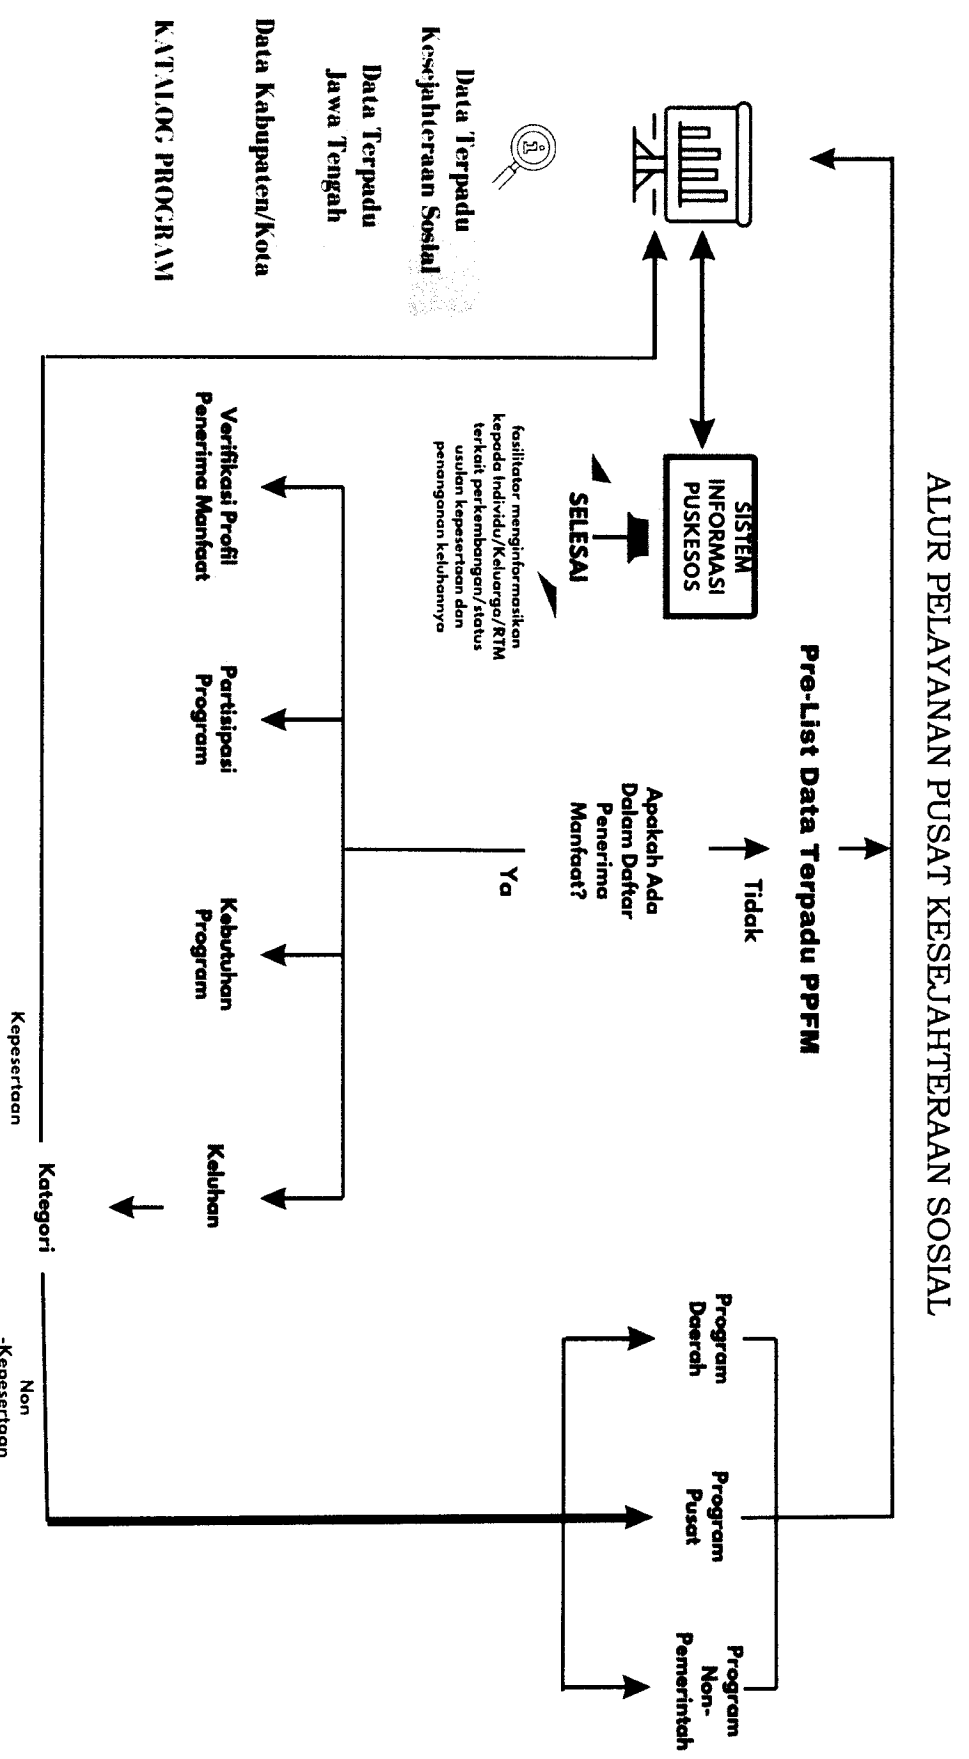 ALUR PELAYANAN PUSAT KESEJAHTERAAN SOSIAL
Pre-List Data Terpadu PPFM
Tidak
Apakah Ada
Dalam Daftar
Penerima
Manfaat?
Ya
SISTEM
INFORMASI
PUSKESOS
SELESAI
fasilitator menginformasikan
kepada Individu/Keluarga/RTM
terkait perkembangan/status
usulan kepesertaan dan
penanganan keluhannya
Data Terpadu
Kesejahteraan Sosial
Data Terpadu
Jawa Tengah
Data Kabupaten/Kota
KATALOG PROGRAM
Verifikasi Profil
Penerima Manfaat
Partisipasi
Program
Kebutuhan
Program
Keluhan
Program
Daerah
Program
Pusat
Program
Non-
Pemerintah
Kategori
Kepesertaan
Non
-Kepesertaan